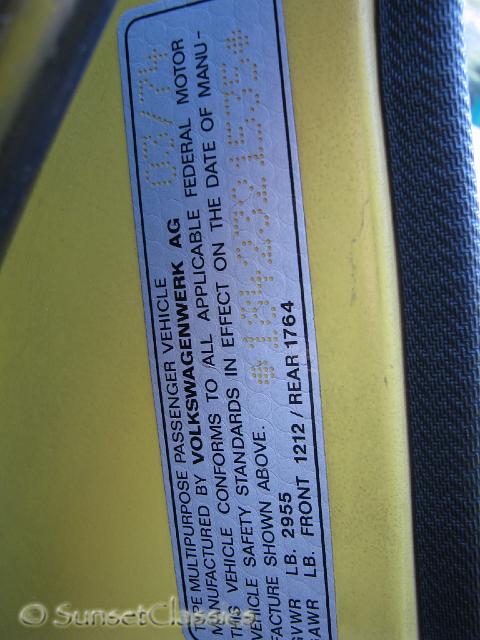 TYPE MULTIPURPOSE PASSENGER VEHICLE
MANUFACTURED BY VOLKSWAGENWERK AG 03/74
THIS VEHICLE CONFORMS TO ALL APPLICABLE FEDERAL MOTOR
VEHICLE SAFETY STANDARDS IN EFFECT ON THE DATE OF MANU-
FACTURE SHOWN ABOVE. *1842381534*
GVWR LB. 2955
GAWR LB. FRONT 1212 / REAR 1764
© SunsetClassics